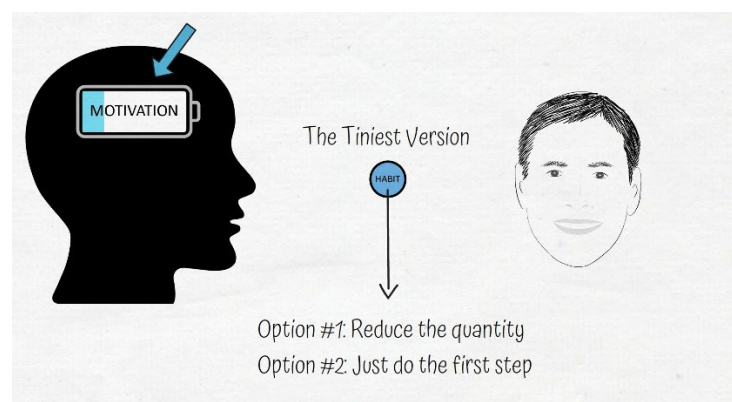 MOTIVATION
The Tiniest Version
HABIT
Option #1: Reduce the quantity
Option #2: Just do the first step